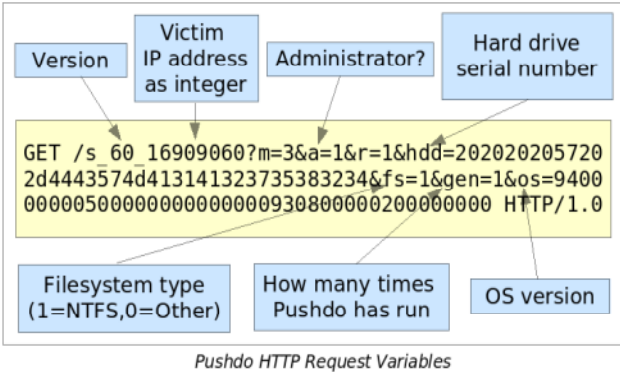 Version
Victim
IP address
as integer
Administrator?
Hard drive
serial number
GET /s_60_16909060?m=3&a=1&r=1&hdd=202020205720
2d4443574d413141323735383234&fs=1&gen=1&os=9400
000005000000000000009308000002000000000 HTTP/1.0
Filesystem type
(1=NTFS,0=Other)
How many times
Pushdo has run
OS version
Pushdo HTTP Request Variables